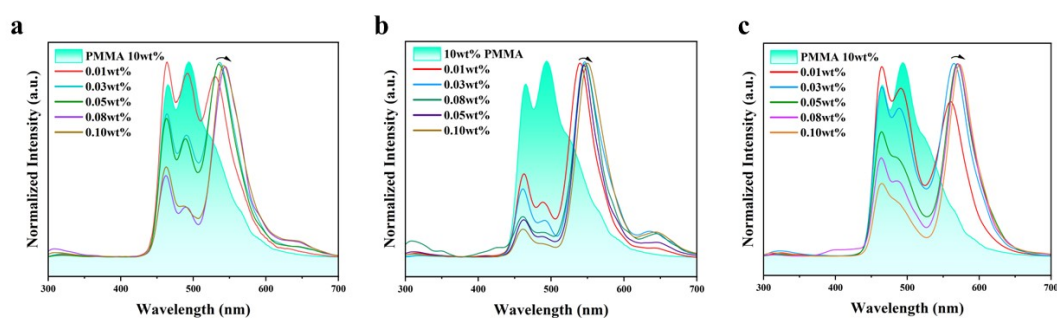 a
Normalized Intensity (a.u.)
PMMA 10wt%
0.01wt%
0.03wt%
0.05wt%
0.08wt%
0.10wt%
300 400 500 600 700
Wavelength (nm)
b
Normalized Intensity (a.u.)
10wt% PMMA
0.01wt%
0.03wt%
0.08wt%
0.05wt%
0.10wt%
300 400 500 600 700
Wavelength (nm)
c
Normalized Intensity (a.u.)
PMMA 10wt%
0.01wt%
0.03wt%
0.05wt%
0.08wt%
0.10wt%
300 400 500 600 700
Wavelength (nm)